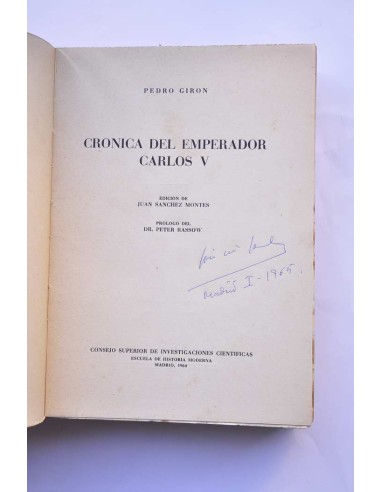 PEDRO GIRON
CRONICA DEL EMPERADOR
CARLOS V
EDICION DE
JUAN SANCHEZ MONTES
PROLOGO DEL
DR. PETER RASSOW
Madrid I-1965.
CONSEJO SUPERIOR DE INVESTIGACIONES CIENTIFICAS
ESCUELA DE HISTORIA MODERNA
MADRID, 1964